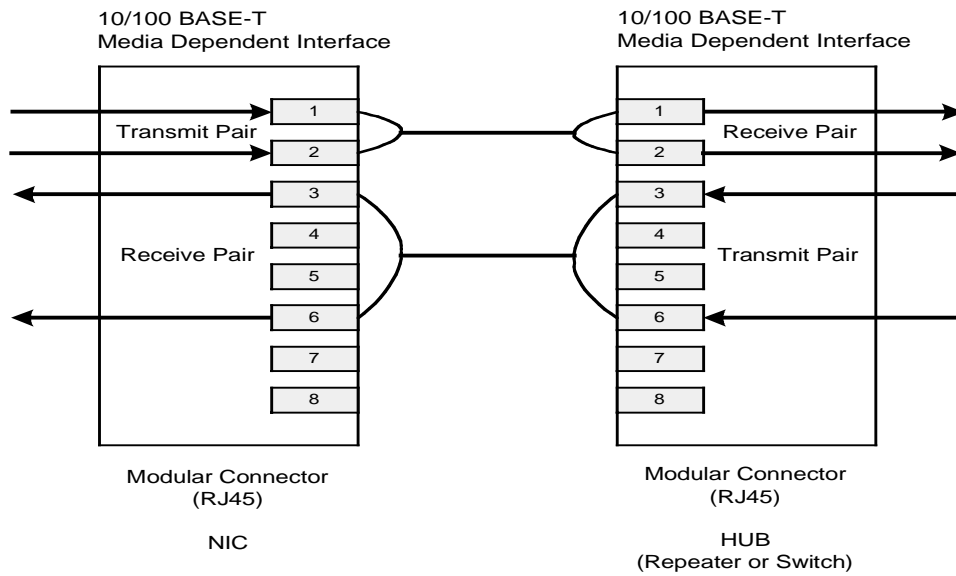 10/100 BASE-T
Media Dependent Interface
1
Transmit Pair
2
3
4
Receive Pair
5
6
7
8
Modular Connector
(RJ45)
NIC
10/100 BASE-T
Media Dependent Interface
1
Receive Pair
2
3
4
Transmit Pair
5
6
7
8
Modular Connector
(RJ45)
HUB
(Repeater or Switch)